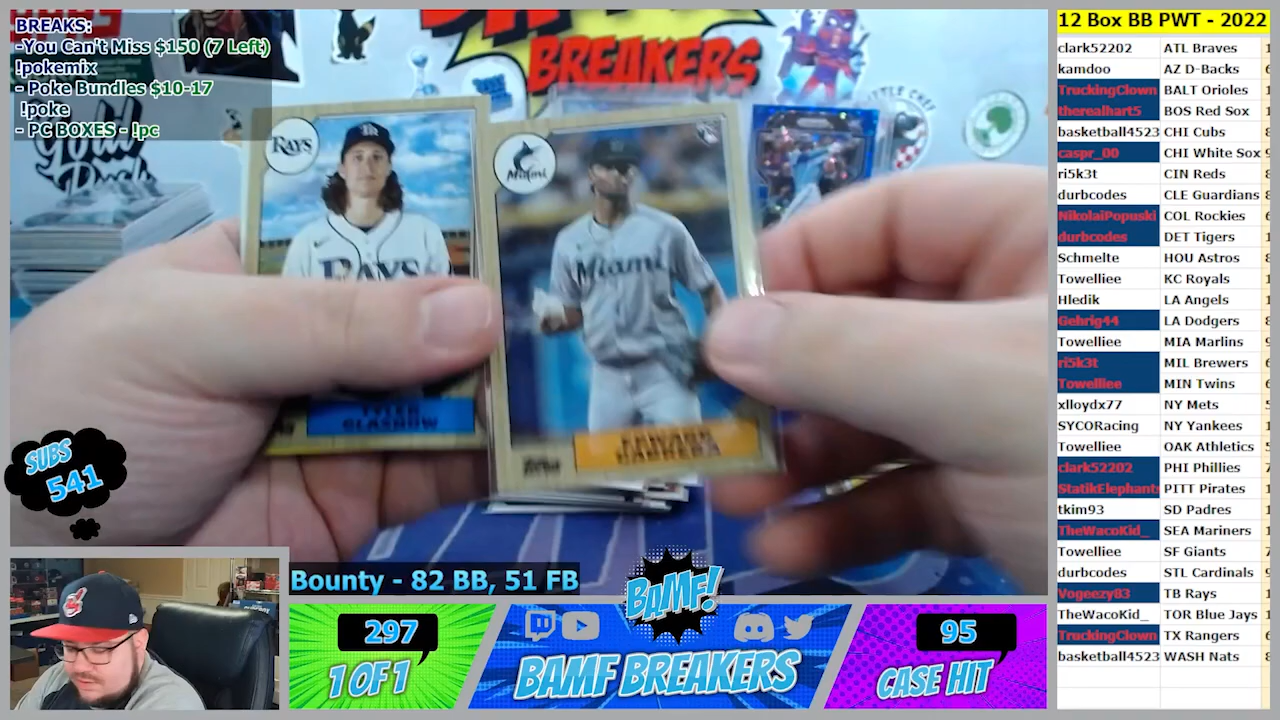 BREAKS:
-You Can't Miss $150 (7 Left)
!pokemix
- Poke Bundles $10-17
!poke
- PC BOXES - !pc
BREAKERS
RAYS
Miami
RAYS
Miami
TYLER
GLASNOW
EDWARD
CABRERA
Topps
SUBS
541
Bounty - 82 BB, 51 FB
BAMF!
297
1 OF 1
BAMF BREAKERS
95
CASE HIT
12 Box BB PWT - 2022
clark52202 ATL Braves
kamdoo AZ D-Backs
TruckingClown BALT Orioles
therealhart5 BOS Red Sox
basketball4523 CHI Cubs
caspr_00 CHI White Sox
ri5k3t CIN Reds
durbcodes CLE Guardians
NikolaiPopuski COL Rockies
durbcodes DET Tigers
Schmelte HOU Astros
Towelliee KC Royals
Hledik LA Angels
Gehrig44 LA Dodgers
Towelliee MIA Marlins
ri5k3t MIL Brewers
Towelliee MIN Twins
xlloydx77 NY Mets
SYCORacing NY Yankees
Towelliee OAK Athletics
clark52202 PHI Phillies
StatikElephant PITT Pirates
tkim93 SD Padres
TheWacoKid_ SEA Mariners
Towelliee SF Giants
durbcodes STL Cardinals
Vogeezy83 TB Rays
TheWacoKid_ TOR Blue Jays
TruckingClown TX Rangers
basketball4523 WASH Nats